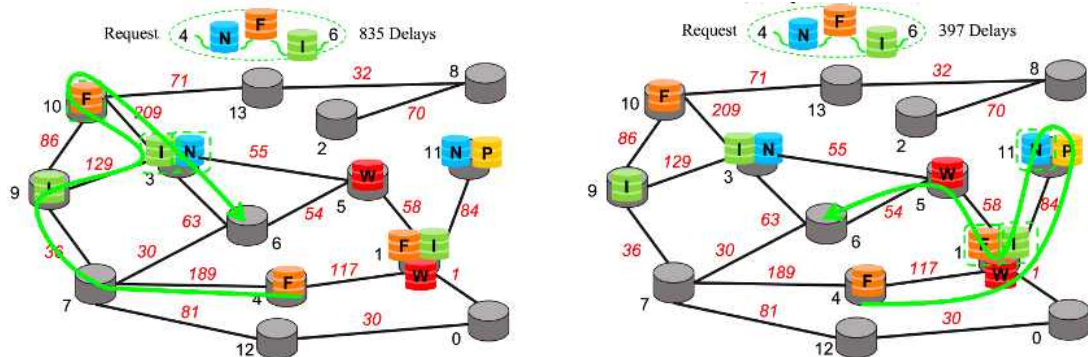 Request 4 N F I 6 835 Delays
71 32 8
F 10 13
209 70
86 2
129 I N 55 11 N P
9 I 3 W
5
63 54 58 84
6
36 30 F I
1
189 117 W 1
7 4 F
81 30 0
12
Request 4 N F I 6 397 Delays
71 32 8
F 10 13
209 70
86 2
129 I N 55 11 N P
9 I 3 W
5
63 54 58 84
6
36 30 F I
1
189 117 W 1
7 4 F
81 30 0
12